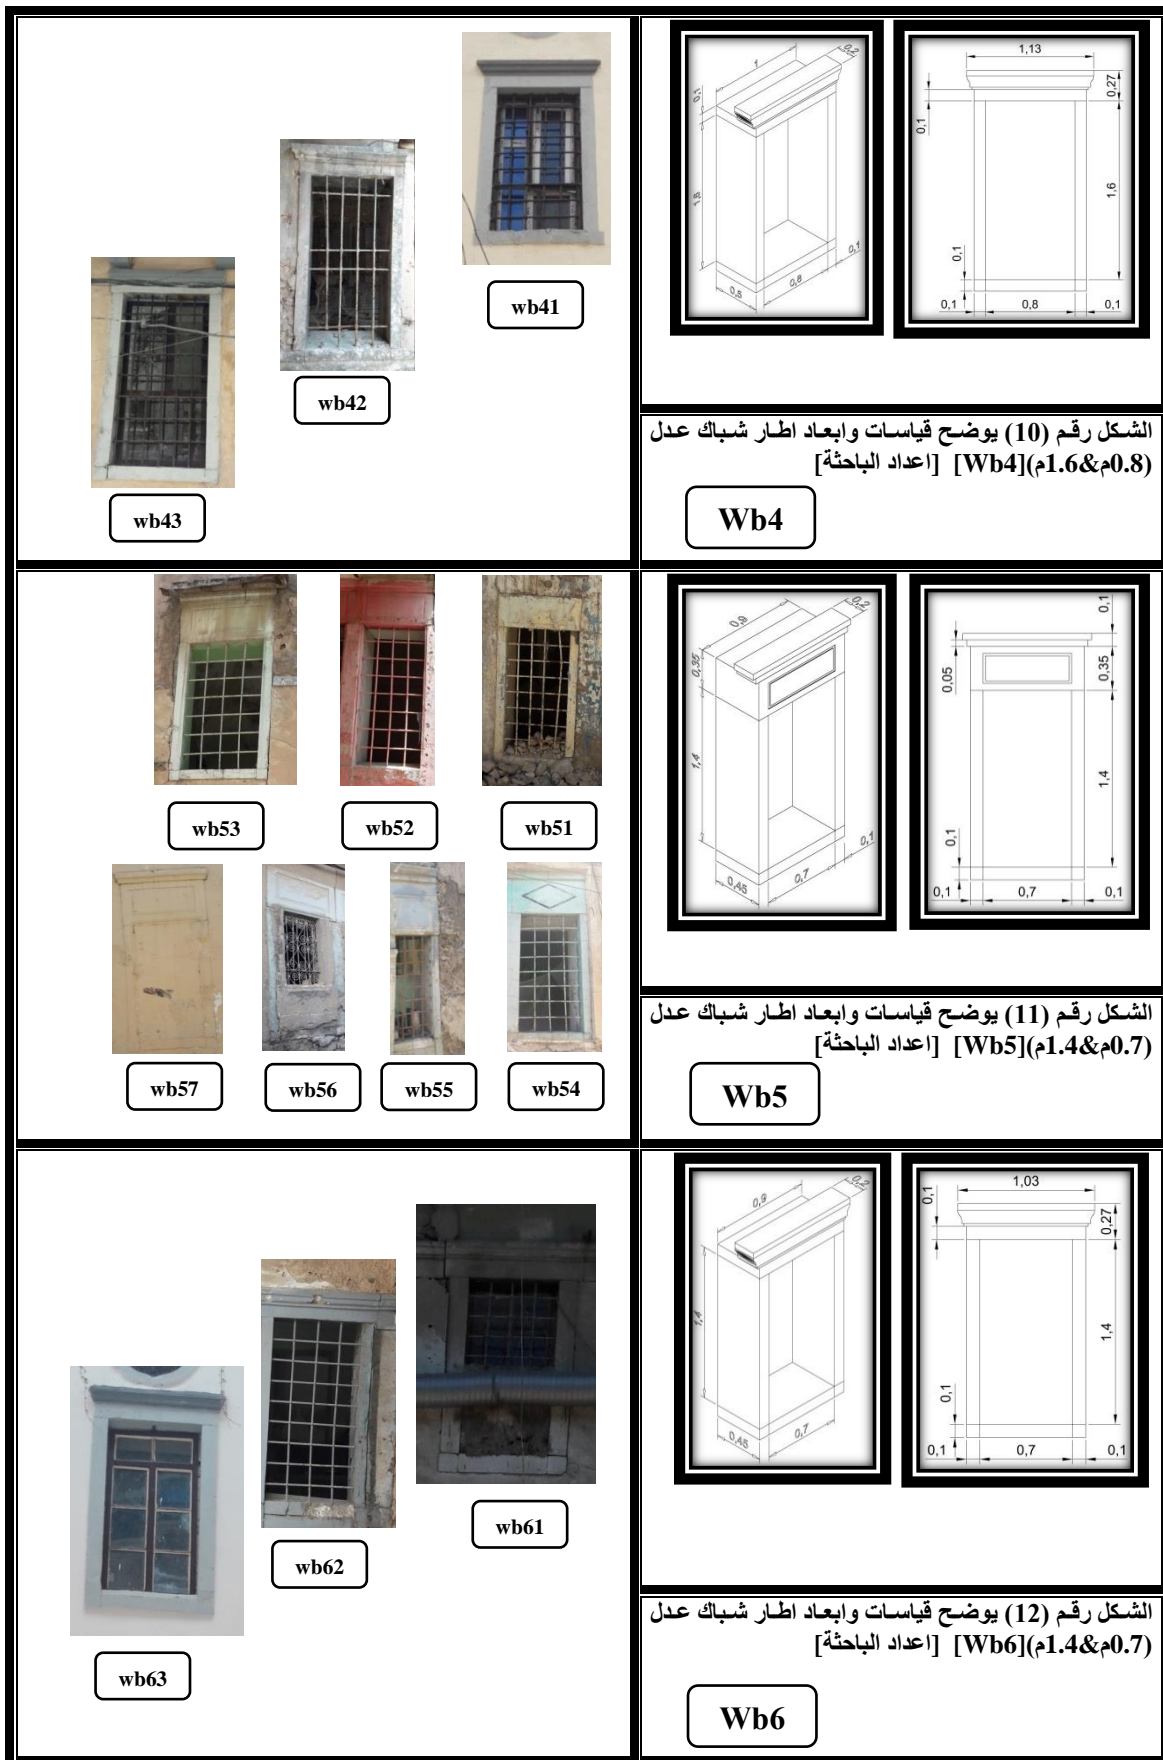 1
0,2
0,1
1,6
0,5
0,8
0,1
1,13
0,27
0,1
1,6
0,1
0,1
0,8
0,1
wb41
wb42
wb43
الشكل رقم (10) يوضح قياسات وابعاد اطار شباك عدل
(0.8م&1.6م)[Wb4] [اعداد الباحثة]
Wb4
0,9
0,2
0,35
1,4
0,45
0,7
0,1
0,1
0,05
0,35
1,4
0,1
0,1
0,7
0,1
wb51
wb52
wb53
wb54
wb55
wb56
wb57
الشكل رقم (11) يوضح قياسات وابعاد اطار شباك عدل
(0.7م&1.4م)[Wb5] [اعداد الباحثة]
Wb5
0,9
0,2
1,4
0,45
0,7
1,03
0,1
0,27
1,4
0,1
0,1
0,7
0,1
wb61
wb62
wb63
الشكل رقم (12) يوضح قياسات وابعاد اطار شباك عدل
(0.7م&1.4م)[Wb6] [اعداد الباحثة]
Wb6